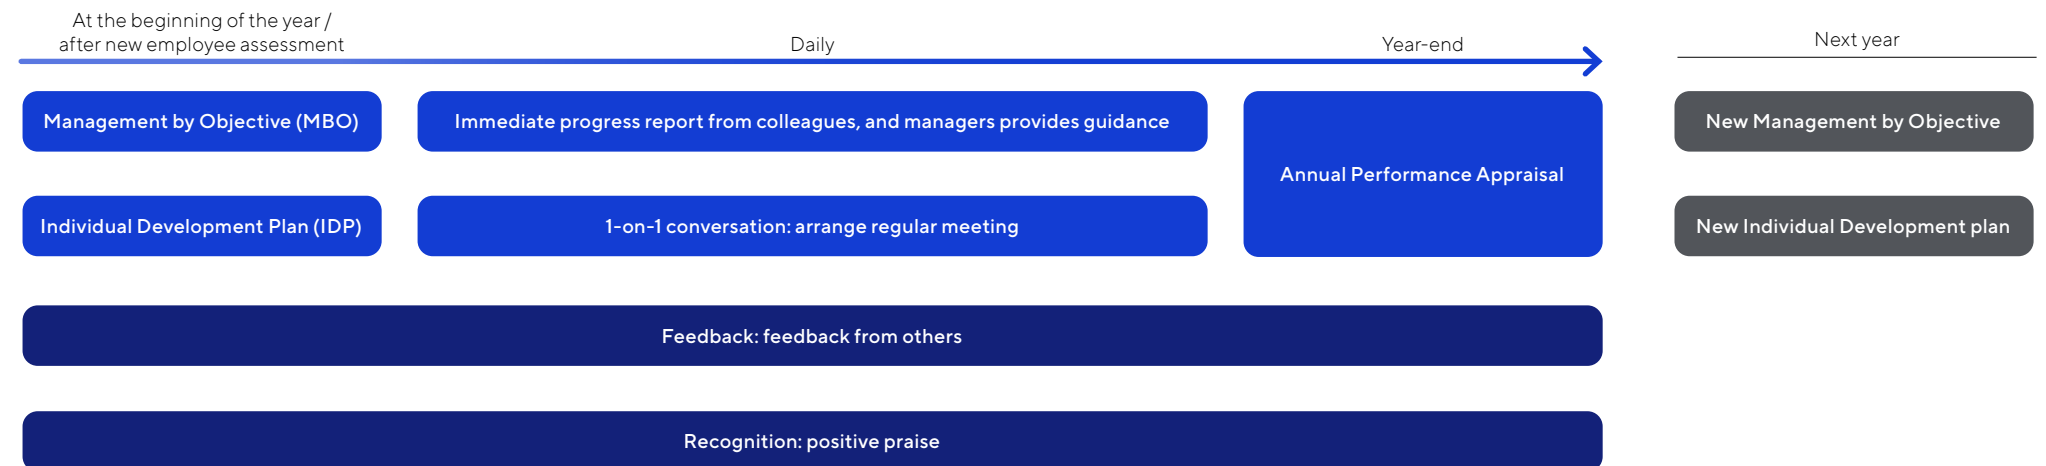 At the beginning of the year /
after new employee assessment
Daily
Year-end
Next year
Management by Objective (MBO)
Immediate progress report from colleagues, and managers provides guidance
Annual Performance Appraisal
New Management by Objective
Individual Development Plan (IDP)
1-on-1 conversation: arrange regular meeting
New Individual Development plan
Feedback: feedback from others
Recognition: positive praise